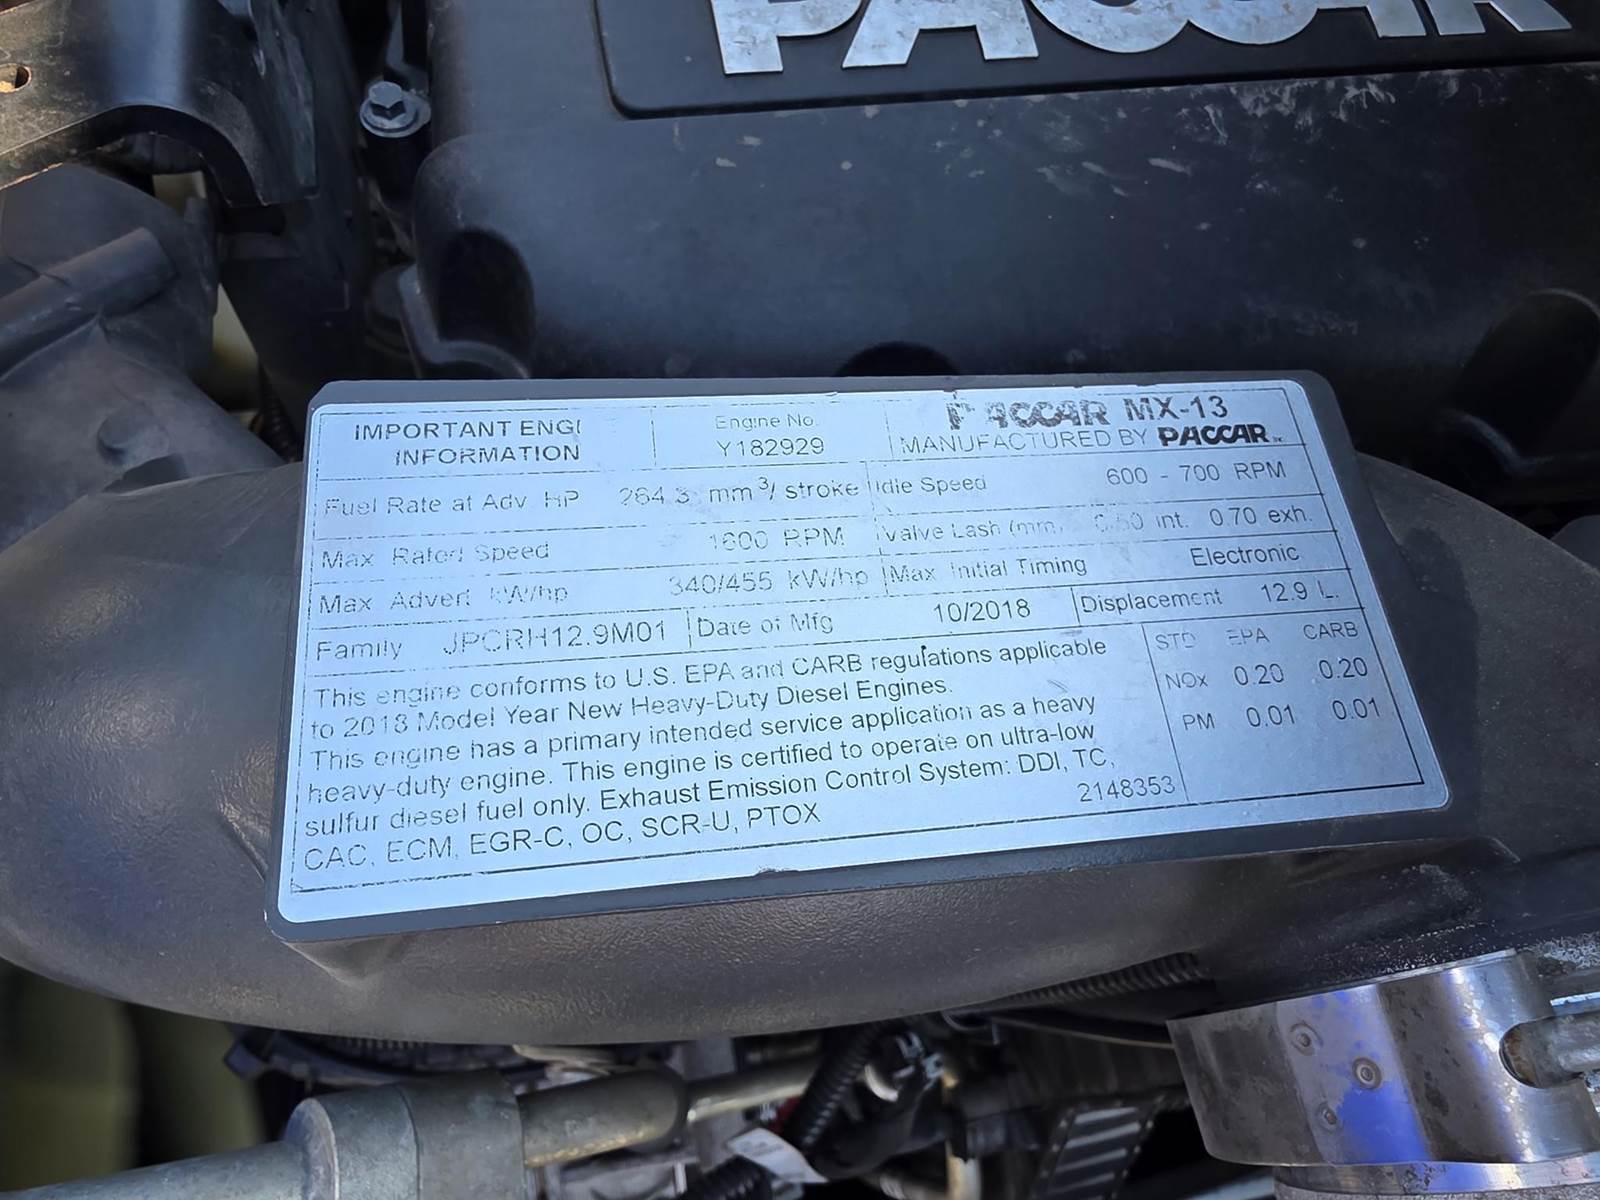 PACCAR
IMPORTANT ENGI
INFORMATION
Engine No.
Y182929
PACCAR MX-13
MANUFACTURED BY PACCAR INC.
Fuel Rate at Adv HP 264.3 mm³/ stroke
Idle Speed 600 - 700 RPM
Max Rated Speed 1600 RPM
Valve Lash (mm) int. 0.70 exh.
Max Advert kW/hp 340/455 kW/hp
Max Initial Timing Electronic
Family JPCRH12.9M01
Date of Mfg 10/2018
Displacement 12.9 L.
This engine conforms to U.S. EPA and CARB regulations applicable
to 2018 Model Year New Heavy-Duty Diesel Engines.
This engine has a primary intended service application as a heavy
heavy-duty engine. This engine is certified to operate on ultra-low
sulfur diesel fuel only. Exhaust Emission Control System: DDI, TC,
CAC, ECM, EGR-C, OC, SCR-U, PTOX
2148353
STD EPA CARB
NOx 0.20 0.20
PM 0.01 0.01